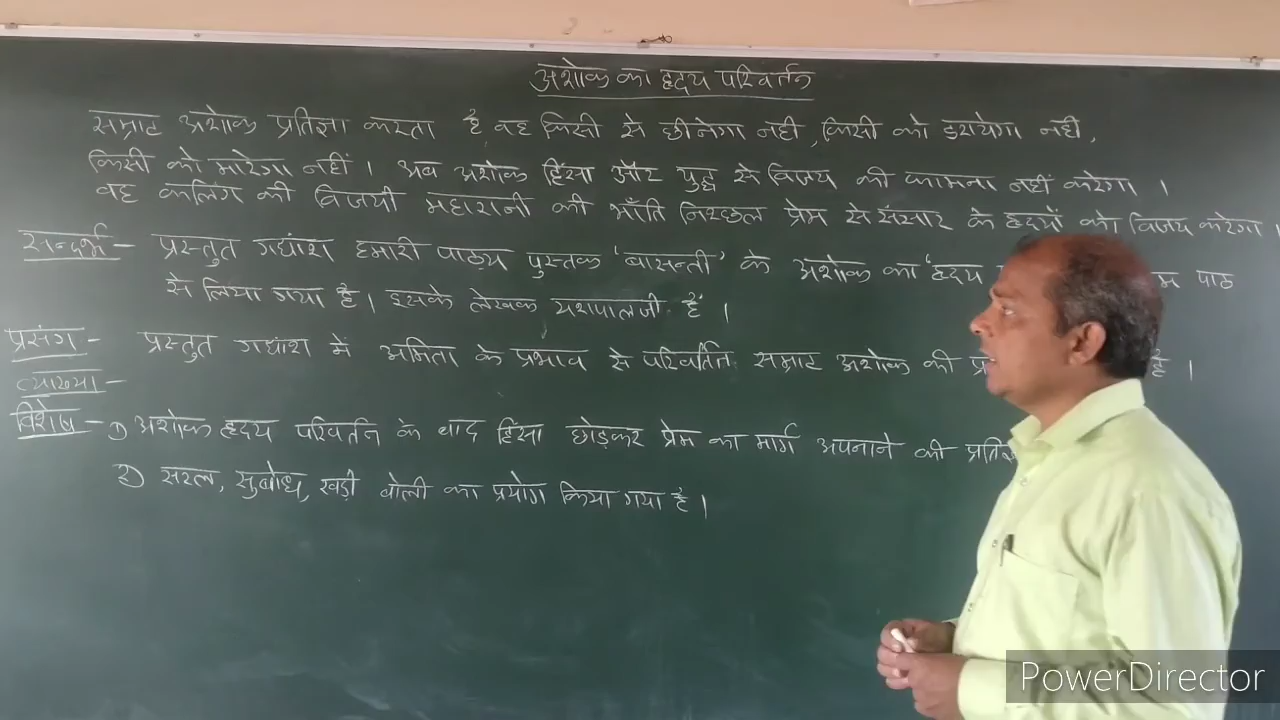 अशोक का हृदय परिवर्तन
सम्राट अशोक प्रतिज्ञा करता है वह किसी से छीनेगा नही, किसी को डरायेगा नही,
किसी को मारेगा नहीं । अब अशोक हिंसा और युद्ध से विजय की कामना नहीं करेगा ।
वह कलिंग की विजयी महारानी की भाँति निश्छल प्रेम से संसार के हृदयों को विजय करेगा ।
सन्दर्भ - प्रस्तुत गद्यांश हमारी पाठ्य पुस्तक 'बासन्ती' के अशोक का 'हृदय पाठ
से लिया गया है । इसके लेखक यशपालजी हैं ।
प्रसंग - प्रस्तुत गद्यांश में अमिता के प्रभाव से परिवर्तित सम्राट अशोक की है ।
व्याख्या -
विशेष - 1) अशोक हृदय परिवर्तन के बाद हिंसा छोड़कर प्रेम का मार्ग अपनाने की
2) सरल, सुबोध, खड़ी बोली का प्रयोग किया गया है ।
PowerDirector